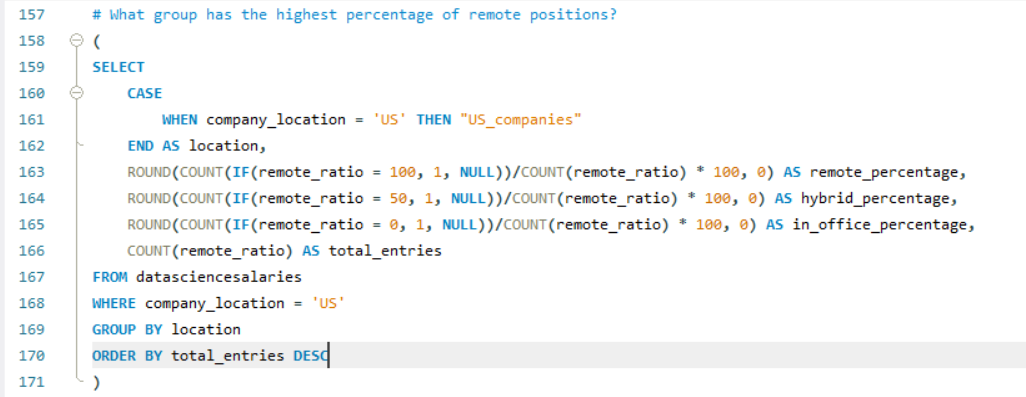 157 # What group has the highest percentage of remote positions?
158 (
159 SELECT
160 CASE
161 WHEN company_location = 'US' THEN "US_companies"
162 END AS location,
163 ROUND(COUNT(IF(remote_ratio = 100, 1, NULL))/COUNT(remote_ratio) * 100, 0) AS remote_percentage,
164 ROUND(COUNT(IF(remote_ratio = 50, 1, NULL))/COUNT(remote_ratio) * 100, 0) AS hybrid_percentage,
165 ROUND(COUNT(IF(remote_ratio = 0, 1, NULL))/COUNT(remote_ratio) * 100, 0) AS in_office_percentage,
166 COUNT(remote_ratio) AS total_entries
167 FROM datasciencesalaries
168 WHERE company_location = 'US'
169 GROUP BY location
170 ORDER BY total_entries DESC
171 )